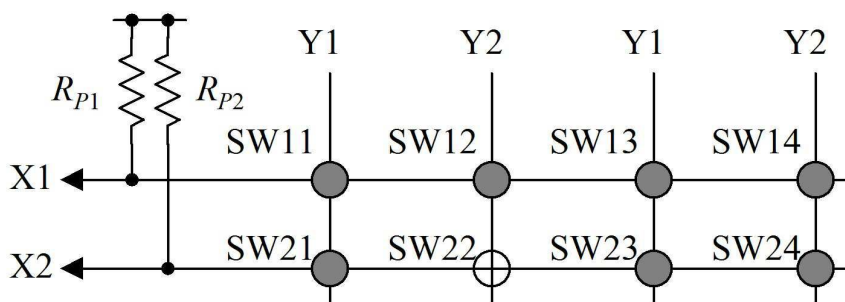 Y1 Y2 Y1 Y2
R_P1 R_P2
SW11 SW12 SW13 SW14
X1
SW21 SW22 SW23 SW24
X2